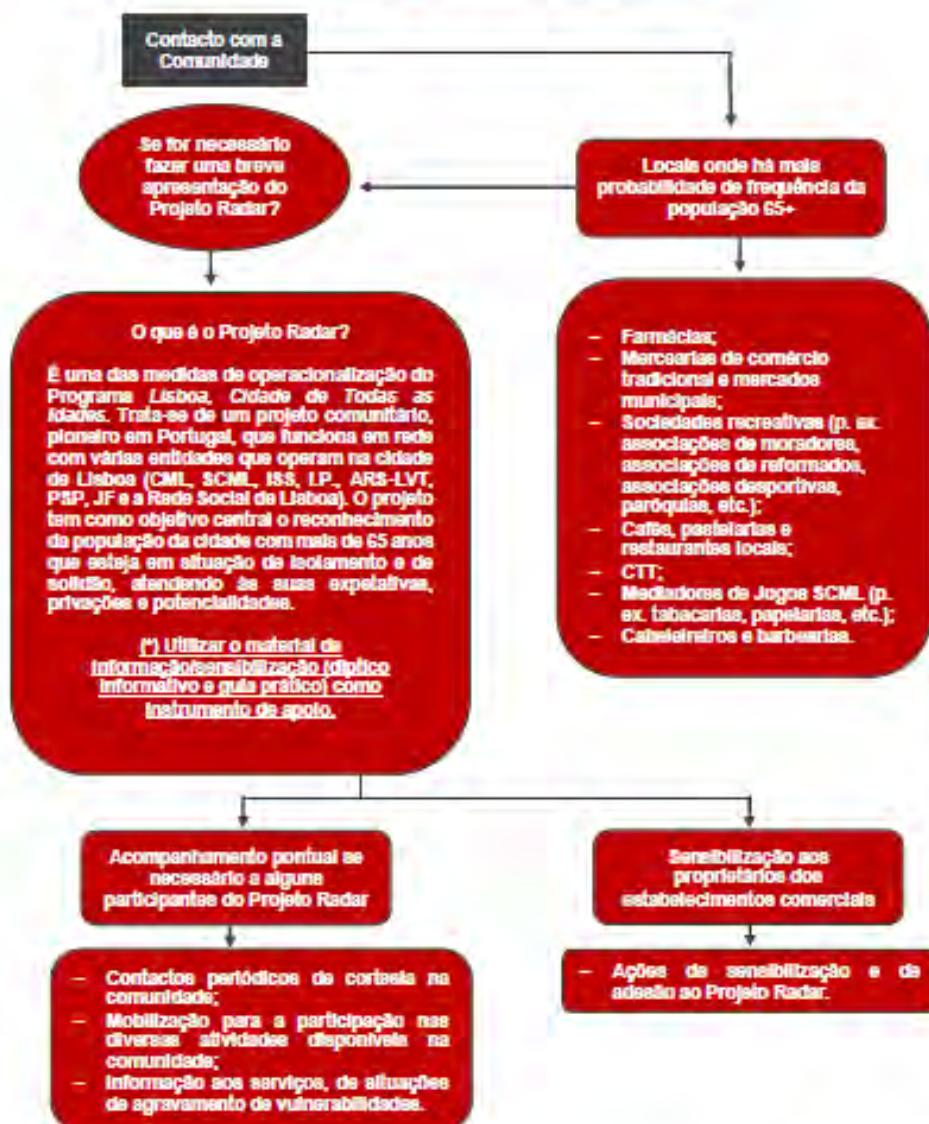 Contacto com a
Comunidade
Se for necessário
fazer uma breve
apresentação do
Projeto Radar?
Locais onde há mais
probabilidade de frequência da
população 65+
O que é o Projeto Radar?
É uma das medidas de operacionalização do
Programa Lisboa, Cidade de Todas as
Idades. Trata-se de um projeto comunitário,
pioneiro em Portugal, que funciona em rede
com várias entidades que operam na cidade
de Lisboa (CML, SCML, ISS, I.P., ARS-LVT,
PSP, JF e a Rede Social de Lisboa). O projeto
tem como objetivo central o reconhecimento
da população da cidade com mais de 65 anos
que esteja em situação de isolamento e de
solidão, atendendo às suas expetativas,
privações e potencialidades.
(*) Utilizar o material de
informação/sensibilização (díptico
informativo e guia prático) como
instrumento de apoio.
– Farmácias;
– Mercearias de comércio
tradicional e mercados
municipais;
– Sociedades recreativas (p. ex.
associações de moradores,
associações de reformados,
associações desportivas,
paróquias, etc.);
– Cafés, pastelarias e
restaurantes locais;
– CTT;
– Mediadores de Jogos SCML (p.
ex. tabacarias, papelarias, etc.);
– Cabeleireiros e barbearias.
Acompanhamento pontual se
necessário a alguns
participantes do Projeto Radar
Sensibilização aos
proprietários dos
estabelecimentos comerciais
– Contactos periódicos de cortesia na
comunidade;
– Mobilização para a participação nas
diversas atividades disponíveis na
comunidade;
– Informação aos serviços, de situações
de agravamento de vulnerabilidades.
– Ações de sensibilização e de
adesão ao Projeto Radar.